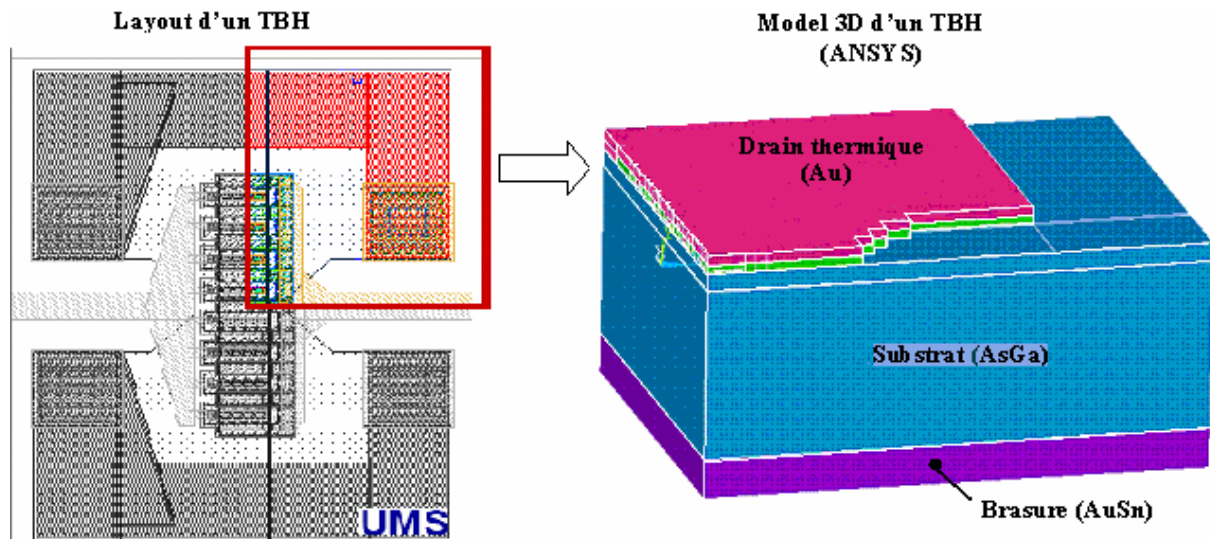 Layout d'un TBH
Model 3D d'un TBH
(ANSYS)
Drain thermique
(Au)
Substrat (AsGa)
Brasure (AuSn)
UMS